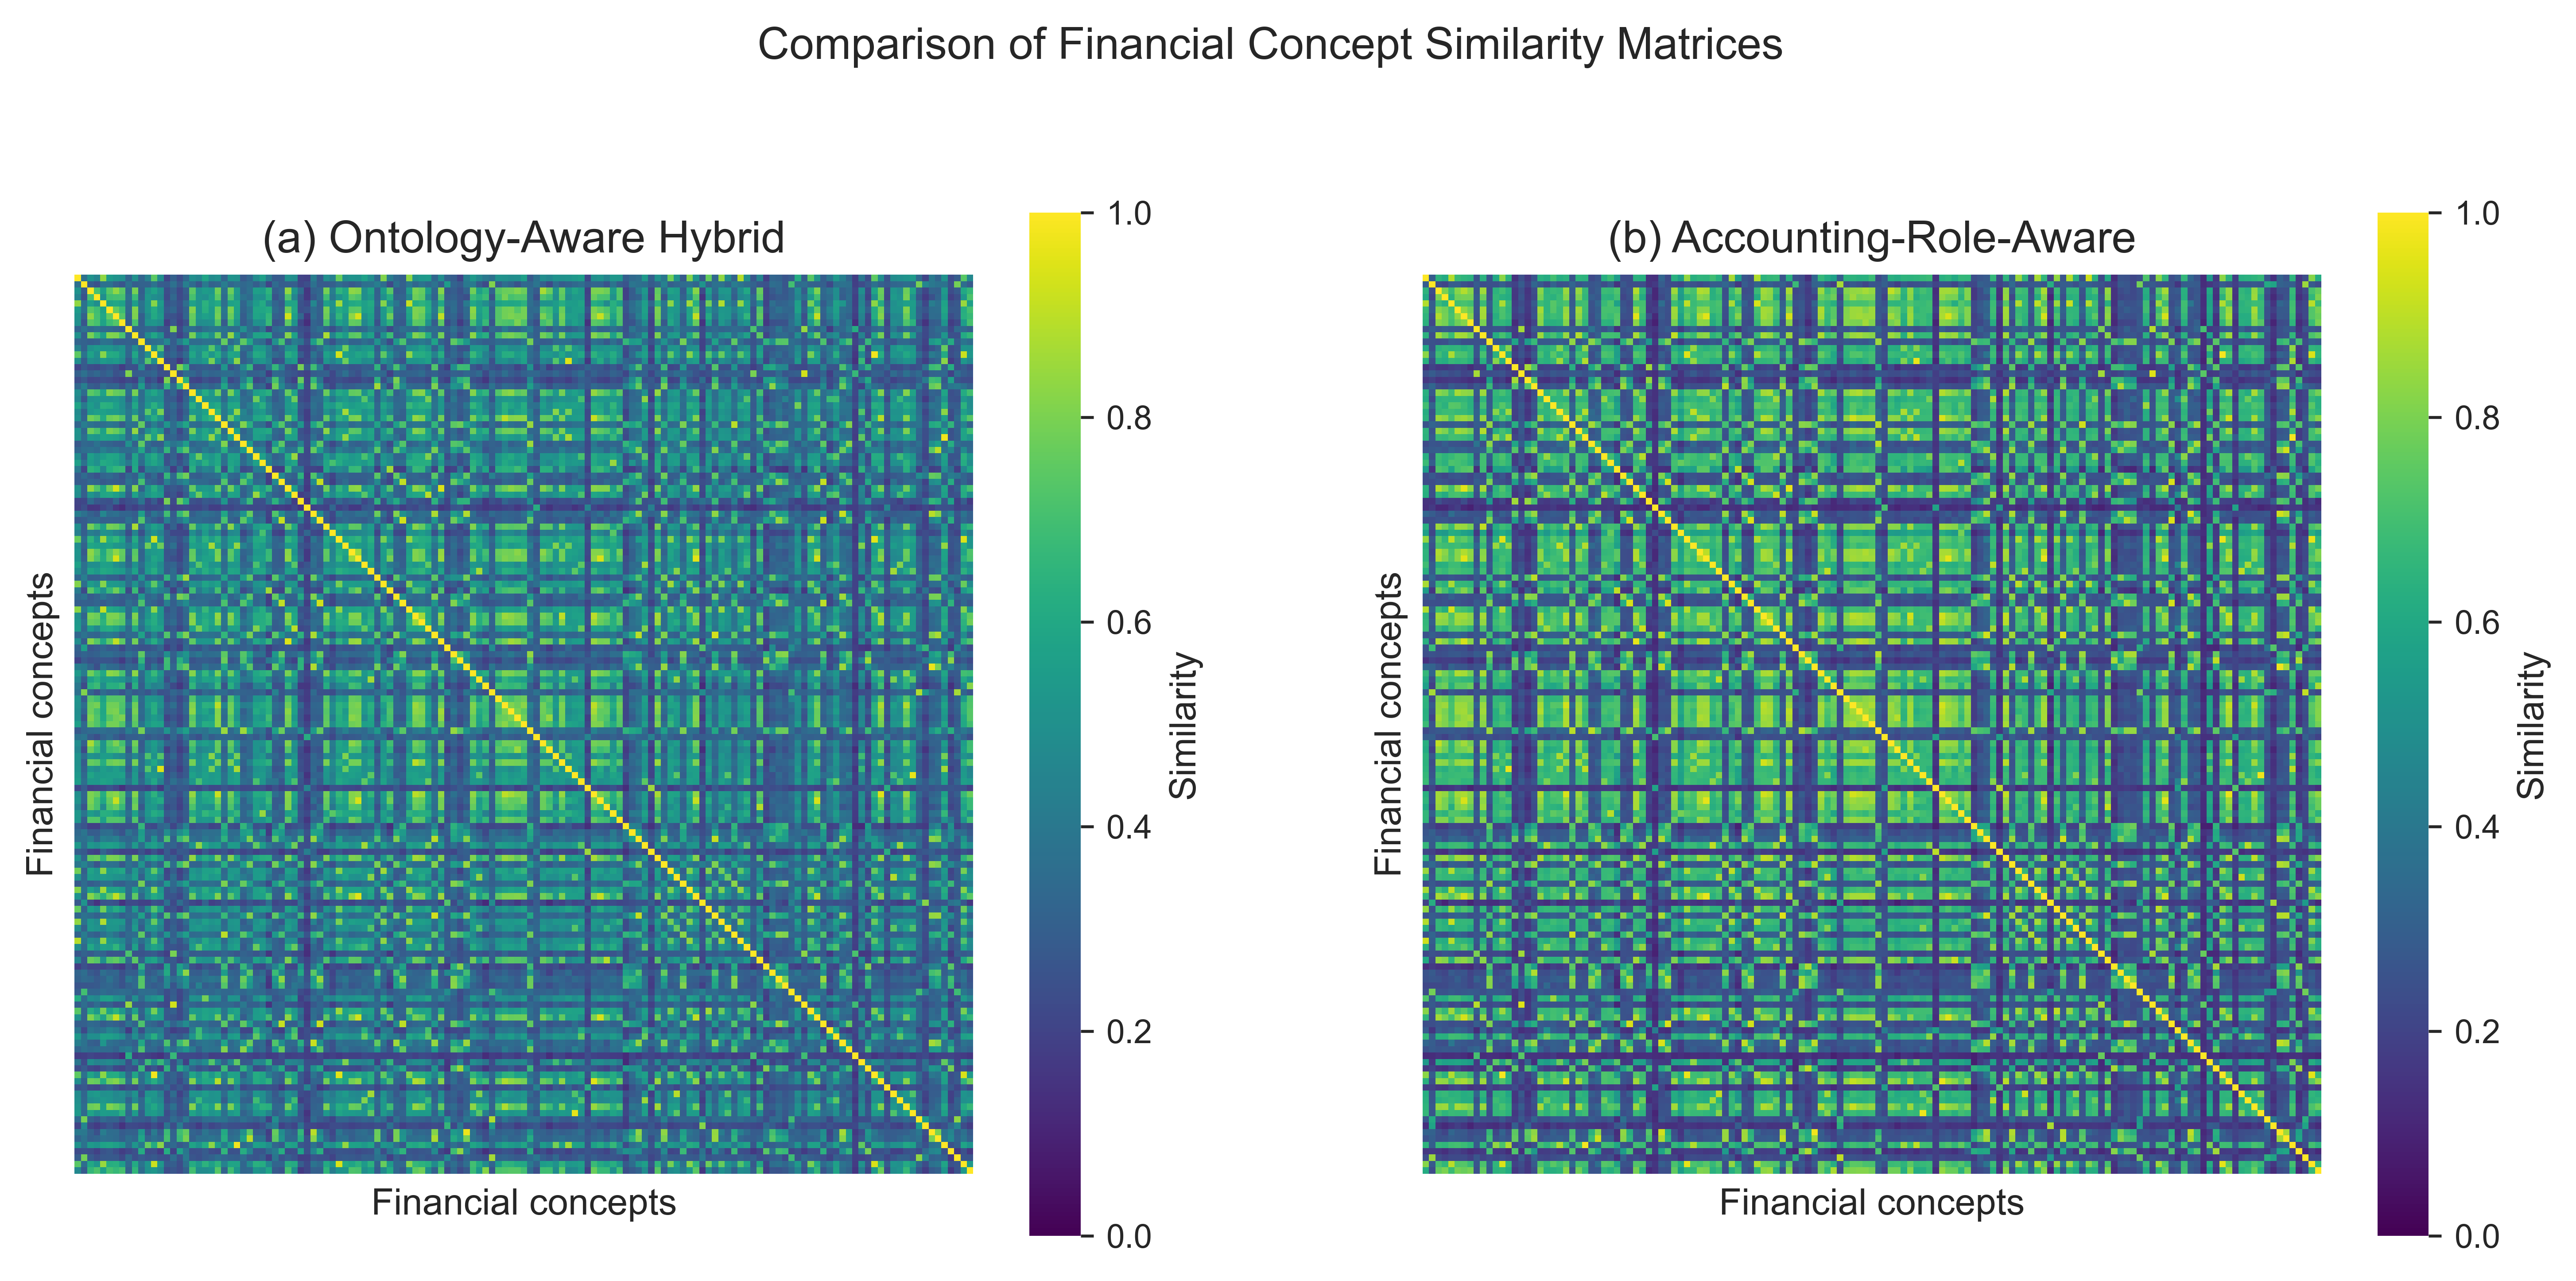 Comparison of Financial Concept Similarity Matrices
(a) Ontology-Aware Hybrid
Financial concepts
Financial concepts
1.0
0.8
0.6
0.4
0.2
0.0
Similarity
(b) Accounting-Role-Aware
Financial concepts
Financial concepts
1.0
0.8
0.6
0.4
0.2
0.0
Similarity